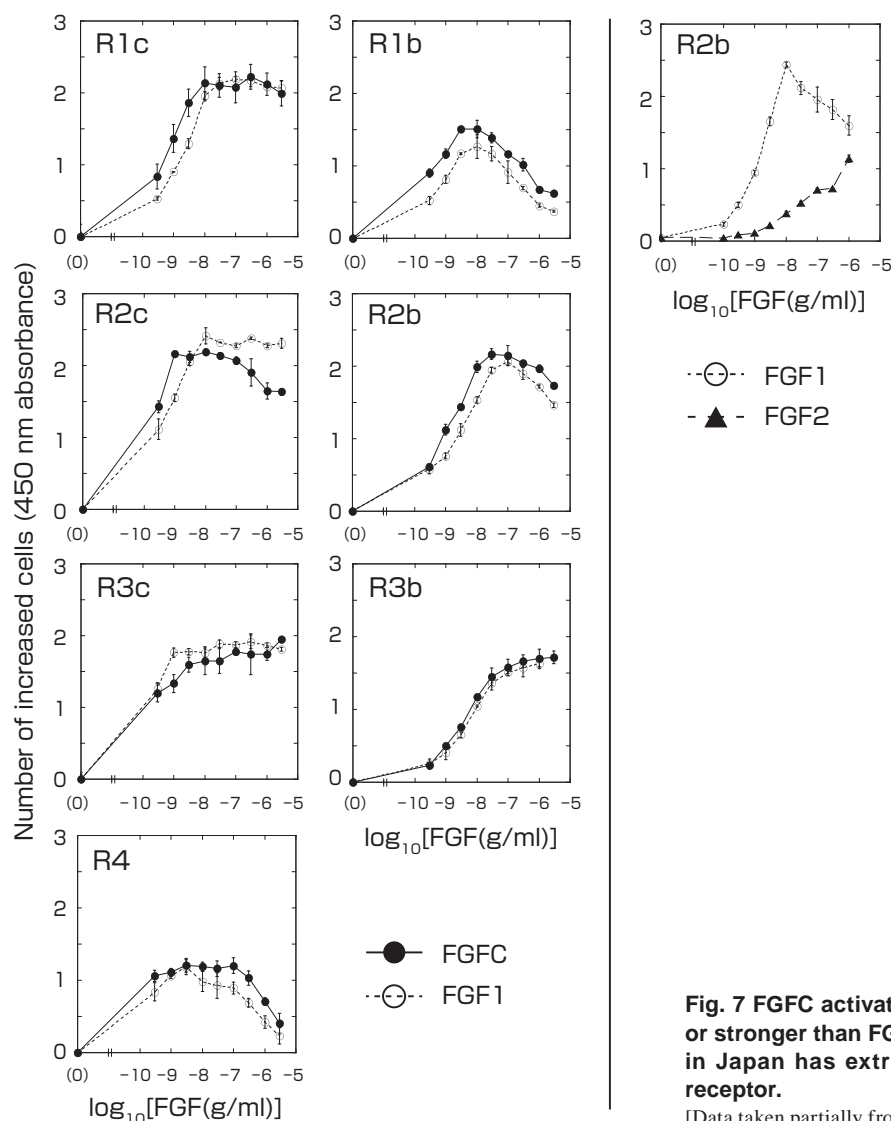 Number of increased cells (450 nm absorbance)
R1c
3
2
1
0
(0) −10 −9 −8 −7 −6 −5
R1b
3
2
1
0
(0) −10 −9 −8 −7 −6 −5
R2c
3
2
1
0
(0) −10 −9 −8 −7 −6 −5
R2b
3
2
1
0
(0) −10 −9 −8 −7 −6 −5
R3c
3
2
1
0
(0) −10 −9 −8 −7 −6 −5
R3b
3
2
1
0
(0) −10 −9 −8 −7 −6 −5
log10[FGF(g/ml)]
R4
3
2
1
0
(0) −10 −9 −8 −7 −6 −5
log10[FGF(g/ml)]
FGFC
FGF1
R2b
3
2
1
0
(0) −10 −9 −8 −7 −6 −5
log10[FGF(g/ml)]
FGF1
FGF2
Fig. 7 FGFC activat
or stronger than FG
in Japan has extr
receptor.
[Data taken partially fro